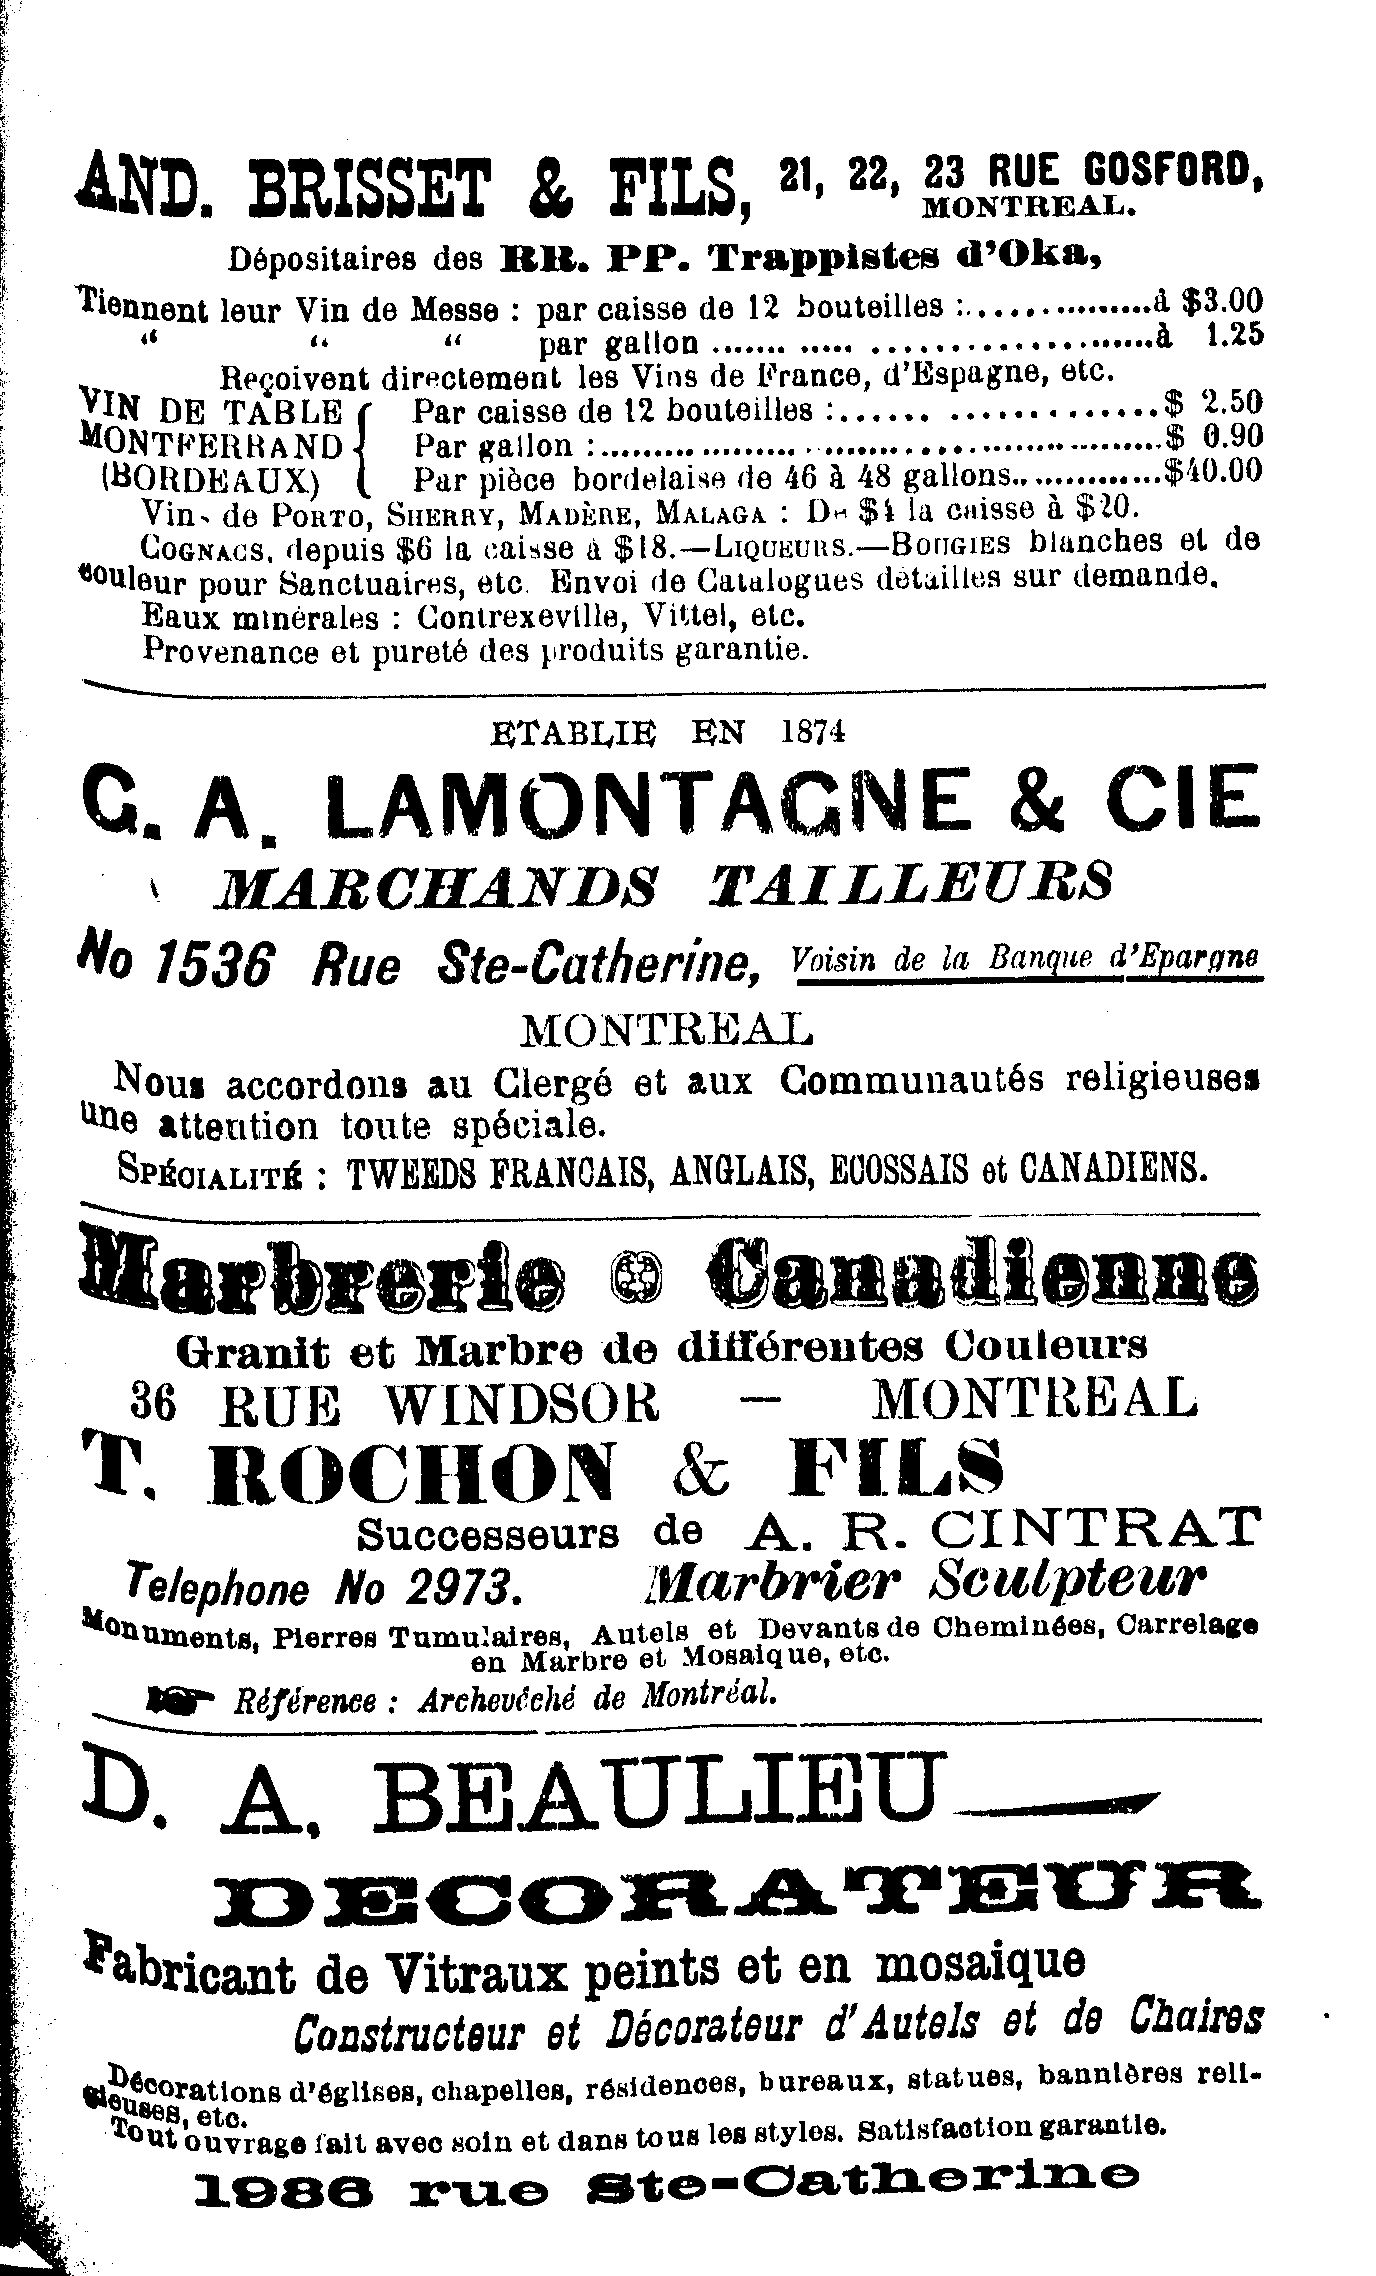 AND. BRISSET & FILS, 21, 22, 23 RUE GOSFORD,
MONTREAL.
Dépositaires des RR. PP. Trappistes d'Oka,
Tiennent leur Vin de Messe : par caisse de 12 bouteilles :................à $3.00
“ “ “ par gallon ..............................à 1.25
Reçoivent directement les Vins de France, d'Espagne, etc.
VIN DE TABLE { Par caisse de 12 bouteilles :...................$ 2.50
MONTFERRAND { Par gallon :.....................................$ 0.90
(BORDEAUX) { Par pièce bordelaise de 46 à 48 gallons..............$40.00
Vins de PORTO, SHERRY, MADÈRE, MALAGA : De $4 la caisse à $20.
COGNACS, depuis $6 la caisse à $18.—LIQUEURS.—BOUGIES blanches et de
couleur pour Sanctuaires, etc. Envoi de Catalogues détaillés sur demande.
Eaux minérales : Contrexeville, Vittel, etc.
Provenance et pureté des produits garantie.
ETABLIE EN 1874
G. A. LAMONTAGNE & CIE
MARCHANDS TAILLEURS
No 1536 Rue Ste-Catherine, Voisin de la Banque d'Epargne
MONTREAL
Nous accordons au Clergé et aux Communautés religieuses
une attention toute spéciale.
SPÉCIALITÉ : TWEEDS FRANCAIS, ANGLAIS, ECOSSAIS et CANADIENS.
Marbrerie Canadienne
Granit et Marbre de différentes Couleurs
36 RUE WINDSOR — MONTREAL
T. ROCHON & FILS
Successeurs de A. R. CINTRAT
Telephone No 2973. Marbrier Sculpteur
Monuments, Pierres Tumulaires, Autels et Devants de Cheminées, Carrelage
en Marbre et Mosaique, etc.
☛ Référence : Archevêché de Montréal.
D. A. BEAULIEU
DECORATEUR
Fabricant de Vitraux peints et en mosaique
Constructeur et Décorateur d'Autels et de Chaires
Décorations d'églises, chapelles, résidences, bureaux, statues, bannières reli-
gieuses, etc.
Tout ouvrage fait avec soin et dans tous les styles. Satisfaction garantie.
1986 rue Ste-Catherine